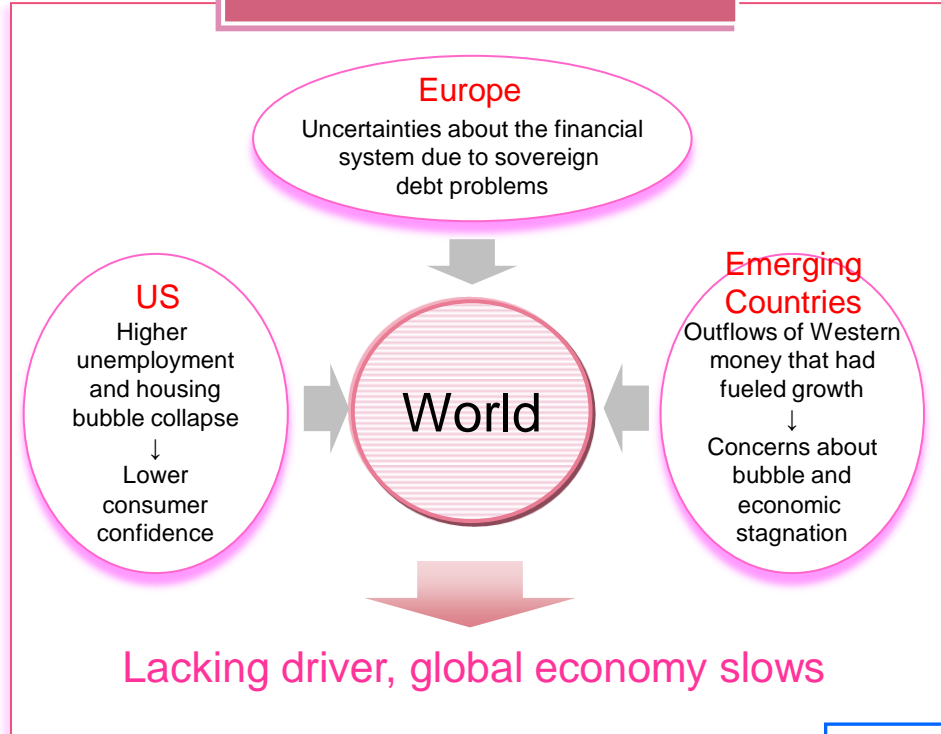 Europe
Uncertainties about the financial
system due to sovereign
debt problems
US
Higher
unemployment
and housing
bubble collapse
↓
Lower
consumer
confidence
World
Emerging
Countries
Outflows of Western
money that had
fueled growth
↓
Concerns about
bubble and
economic
stagnation
Lacking driver, global economy slows